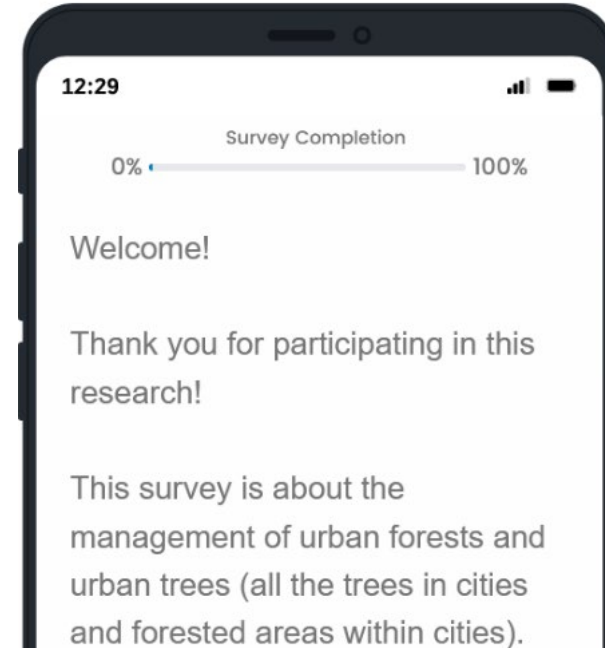 12:29
Survey Completion
0% 100%
Welcome!
Thank you for participating in this
research!
This survey is about the
management of urban forests and
urban trees (all the trees in cities
and forested areas within cities).